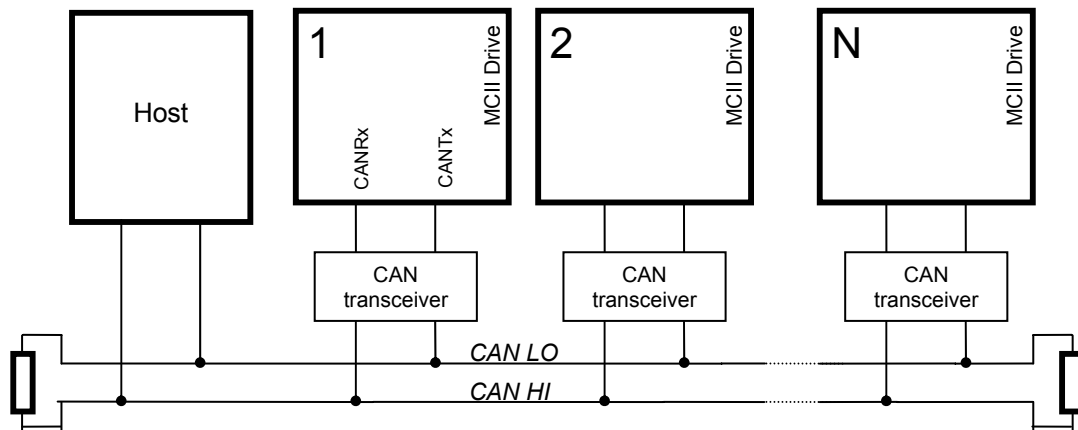 Host
1
MCII Drive
CANRx
CANTx
2
MCII Drive
N
MCII Drive
CAN
transceiver
CAN
transceiver
CAN
transceiver
CAN LO
CAN HI